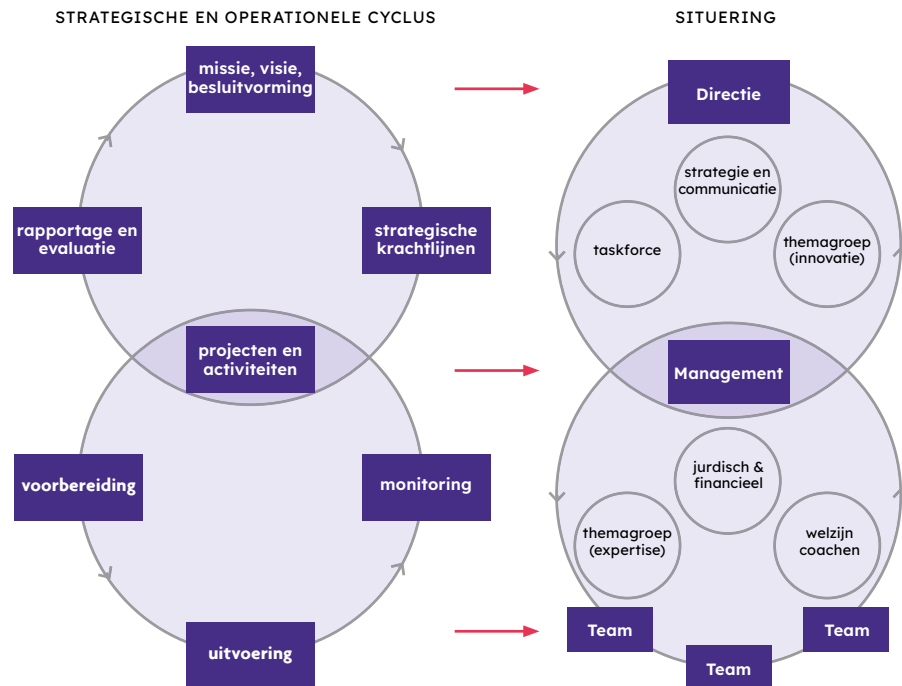 STRATEGISCHE EN OPERATIONELE CYCLUS
missie, visie,
besluitvorming
rapportage en
evaluatie
strategische
krachtlijnen
projecten en
activiteiten
voorbereiding
monitoring
uitvoering
SITUERING
Directie
strategie en
communicatie
taskforce
themagroep
(innovatie)
Management
jurdisch &
financieel
themagroep
(expertise)
welzijn
coachen
Team
Team
Team